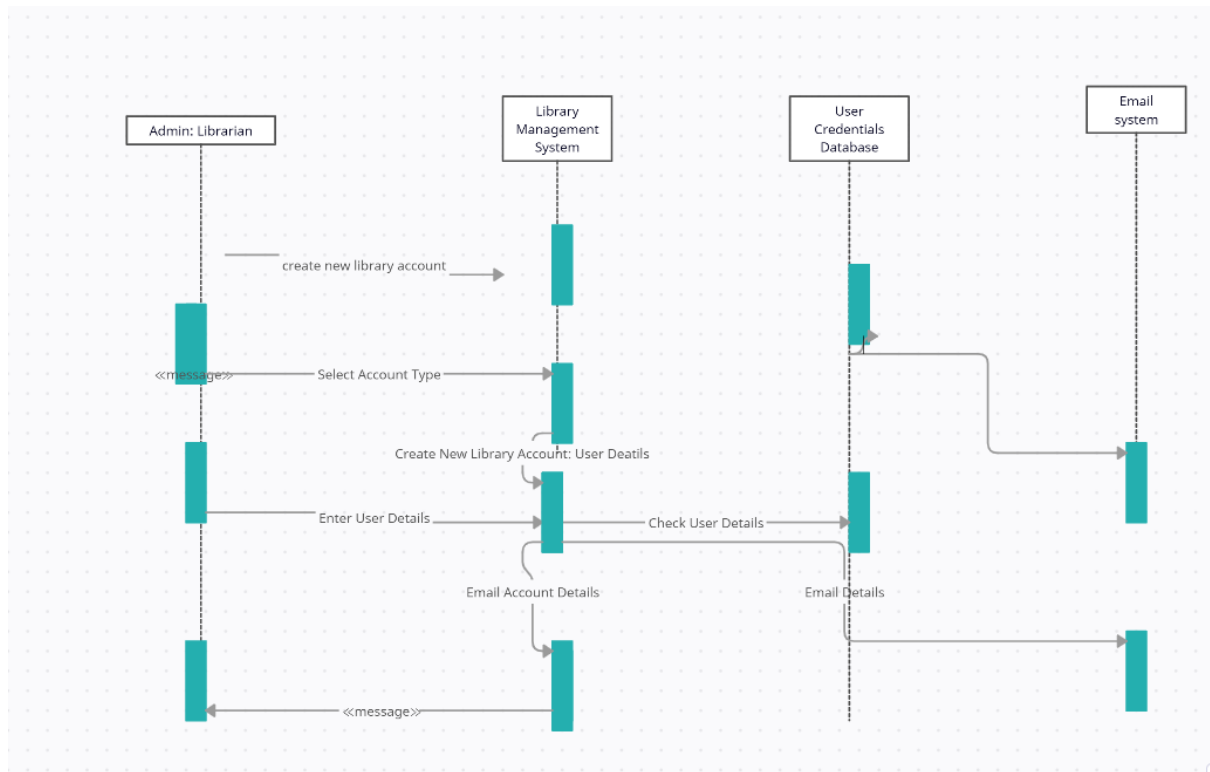 Admin: Librarian
Library
Management
System
User
Credentials
Database
Email
system
create new library account
≪message≫
Select Account Type
Create New Library Account: User Deatils
Enter User Details
Check User Details
Email Account Details
Email Details
≪message≫